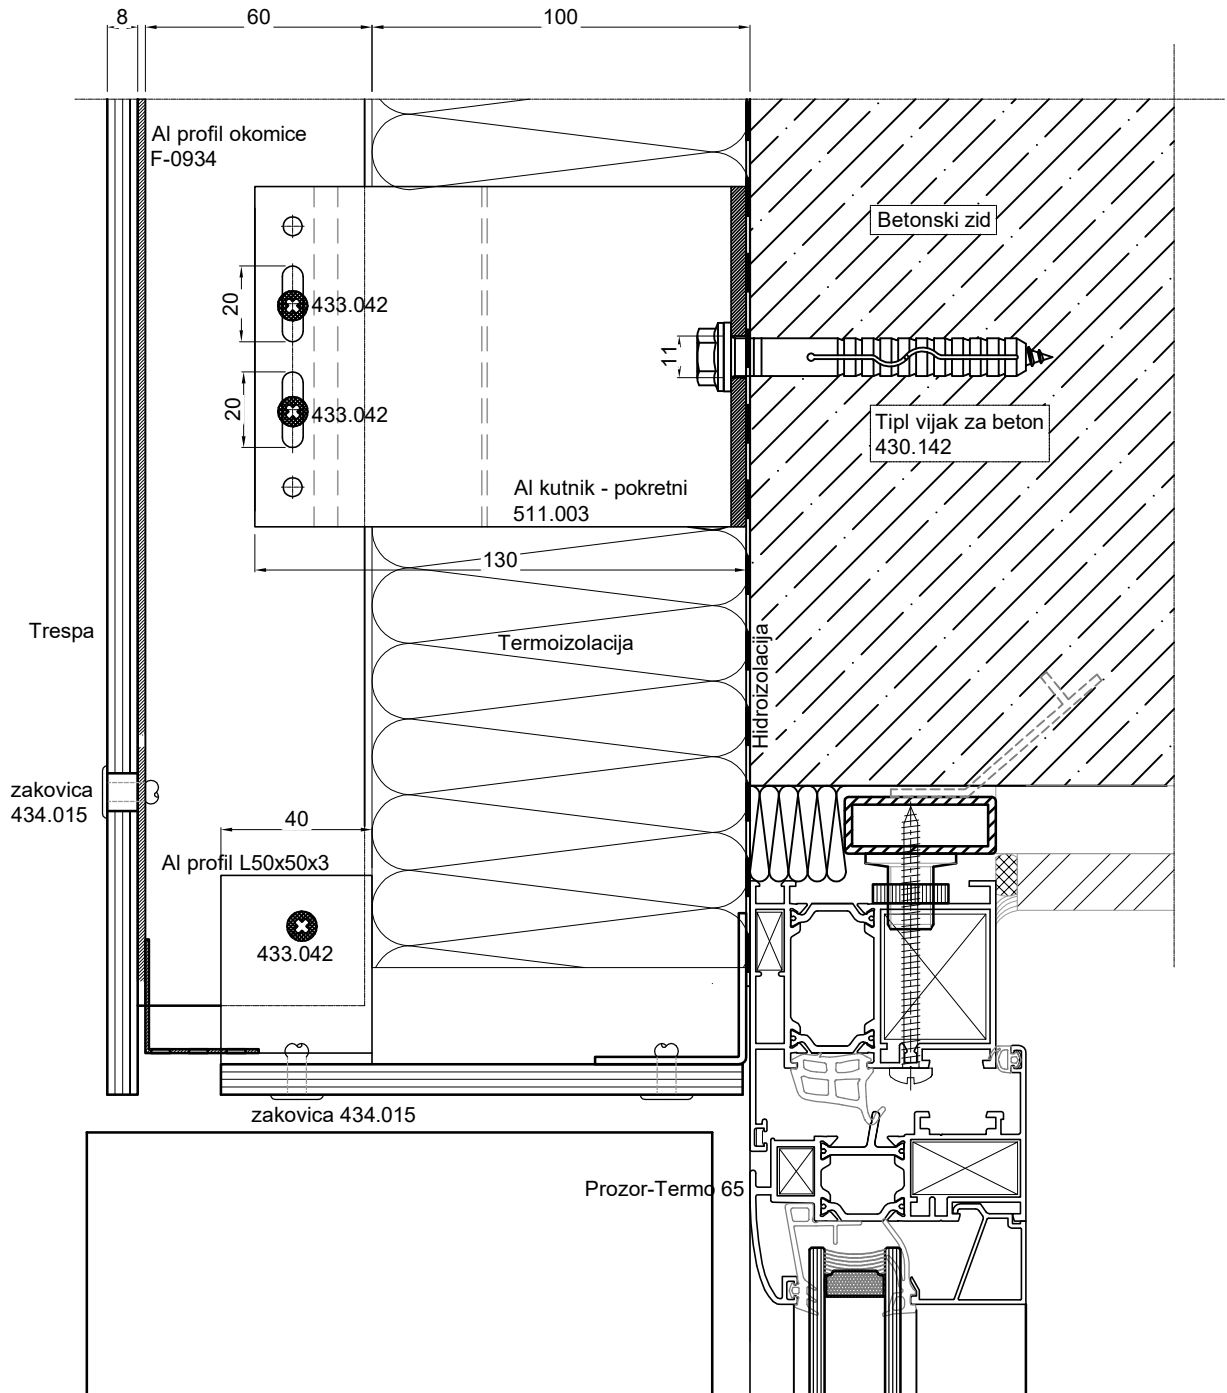 8
60
100
Al profil okomice
F-0934
Betonski zid
20
433.042
11
20
433.042
Tipl vijak za beton
430.142
Al kutnik - pokretni
511.003
130
Trespa
Termoizolacija
Hidroizolacija
zakovica
434.015
40
Al profil L50x50x3
433.042
zakovica 434.015
Prozor-Termo 65